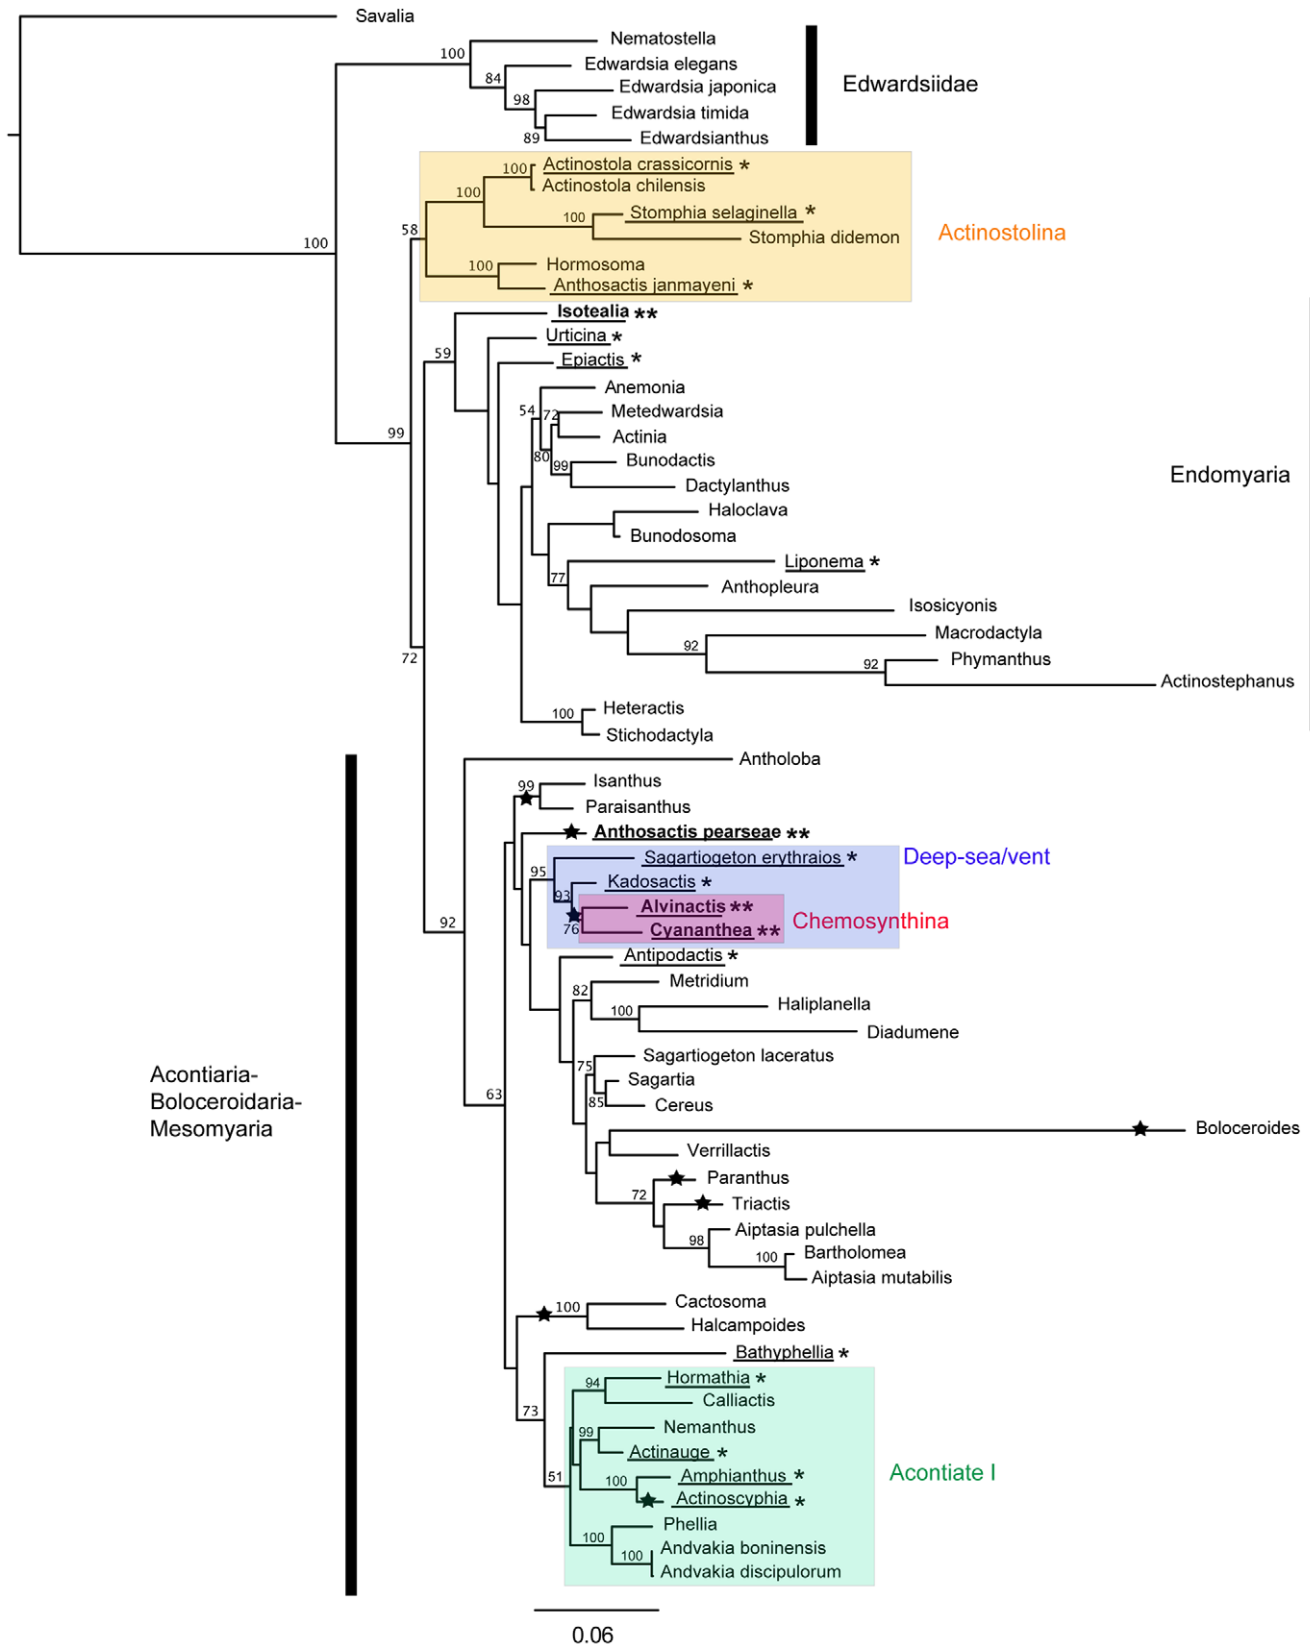 Savalia
Nematostella
100
Edwardsia elegans
84
Edwardsia japonica
Edwardsiidae
98
Edwardsia timida
89
Edwardsianthus
Actinostola crassicornis *
100
Actinostola chilensis
100
Stomphia selaginella *
100
58
Actinostolina
Stomphia didemon
100
Hormosoma
100
Anthosactis janmayeni *
Isotealia **
Urticina *
59
Epiactis *
Anemonia
54
72
Metedwardsia
99
Actinia
80
99
Bunodactis
Endomyaria
Dactylanthus
Haloclava
Bunodosoma
Liponema *
77
Anthopleura
Isosicyonis
Macrodactyla
92
72
Phymanthus
92
Actinostephanus
Heteractis
100
Stichodactyla
Antholoba
Isanthus
99
Paraisanthus
Anthosactis pearseae **
Sagartiogeton erythraios *
Deep-sea/vent
95
Kadosactis *
93
Alvinactis **
Chemosynthina
92
76
Cyananthea **
Antipodactis *
Metridium
82
Haliplanella
100
Diadumene
Sagartiogeton laceratus
75
Acontiaria-
Boloceroidaria-
Mesomyaria
Sagartia
63
85
Cereus
Boloceroides
Verrillactis
Paranthus
72
Triactis
Aiptasia pulchella
98
Bartholomea
100
Aiptasia mutabilis
Cactosoma
100
Halcampoides
Bathyphellia *
Hormathia *
94
Calliactis
73
Nemanthus
99
Actinauge *
Acontiate I
51
Amphianthus *
100
Actinoscyphia *
Phellia
100
Andvakia boninensis
100
Andvakia discipulorum
0.06